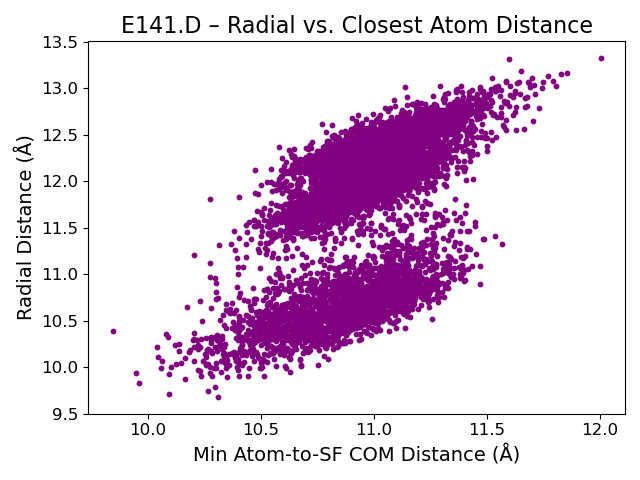 E141.D – Radial vs. Closest Atom Distance
Radial Distance (Å)
13.5
13.0
12.5
12.0
11.5
11.0
10.5
10.0
9.5
10.0 10.5 11.0 11.5 12.0
Min Atom-to-SF COM Distance (Å)